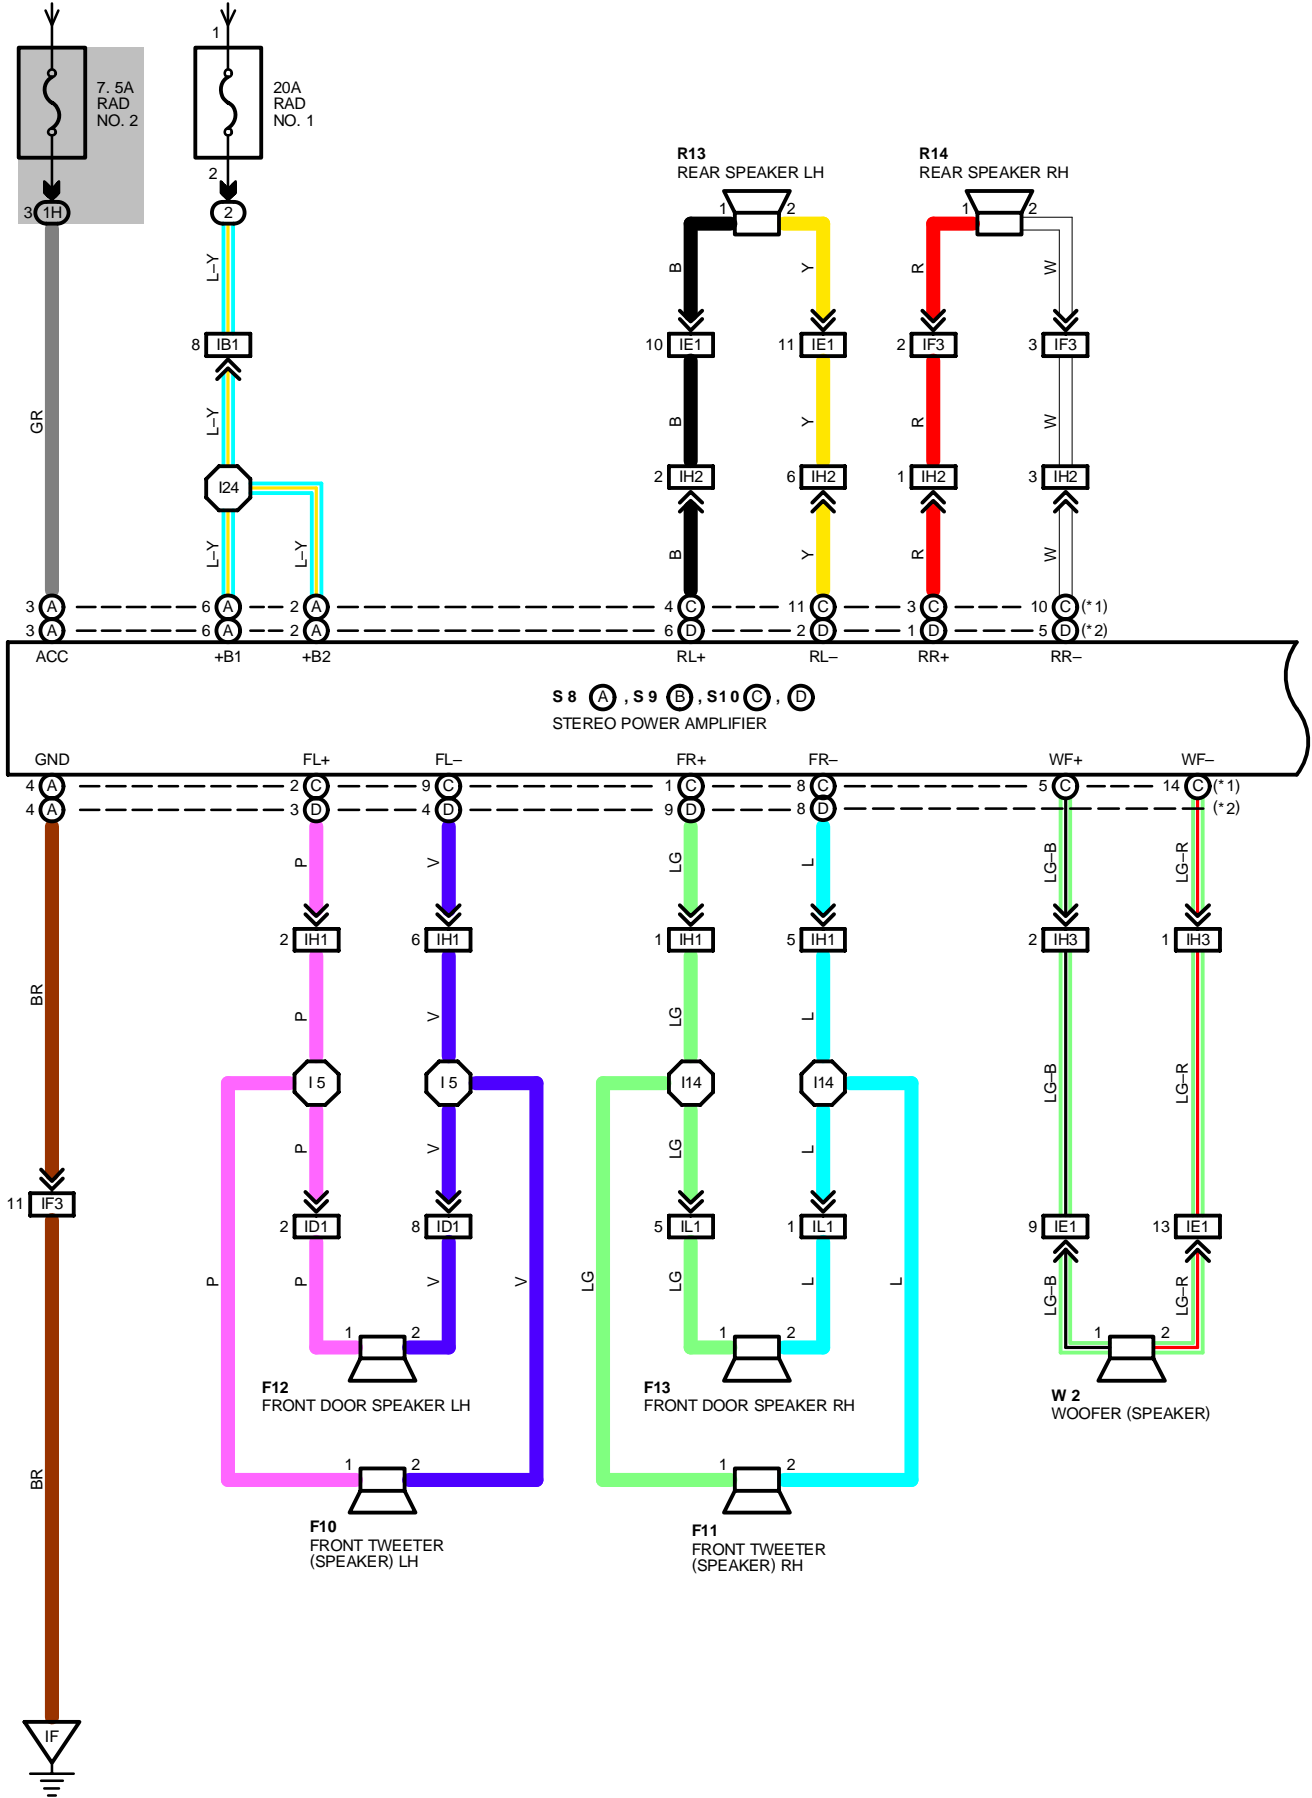 1
7. 5A
RAD
NO. 2
20A
RAD
NO. 1
2
3 1H
2
R13
REAR SPEAKER LH
R14
REAR SPEAKER RH
1 2
1 2
L–Y
B
Y
R
W
8 IB1
10 IE1
11 IE1
2 IF3
3 IF3
GR
L–Y
B
Y
R
W
I24
2 IH2
6 IH2
1 IH2
3 IH2
L–Y
L–Y
B
Y
R
W
3 A 6 A 2 A 4 C 11 C 3 C 10 C (*1)
3 A 6 A 2 A 6 D 2 D 1 D 5 D (*2)
ACC +B1 +B2 RL+ RL– RR+ RR–
S 8 A , S 9 B , S10 C , D
STEREO POWER AMPLIFIER
GND FL+ FL– FR+ FR– WF+ WF–
4 A 2 C 9 C 1 C 8 C 5 C 14 C (*1)
4 A 3 D 4 D 9 D 8 D (*2)
P
V
LG
L
LG–B
LG–R
2 IH1
6 IH1
1 IH1
5 IH1
2 IH3
1 IH3
BR
P
V
LG
L
I 5
I 5
I14
I14
LG–B
LG–R
P
V
LG
L
11 IF3
2 ID1
8 ID1
5 IL1
1 IL1
9 IE1
13 IE1
P
P
V
V
LG
LG
L
L
LG–B
LG–R
1 2
1 2
1 2
F12
FRONT DOOR SPEAKER LH
F13
FRONT DOOR SPEAKER RH
W 2
WOOFER (SPEAKER)
BR
1 2
1 2
F10
FRONT TWEETER
(SPEAKER) LH
F11
FRONT TWEETER
(SPEAKER) RH
IF